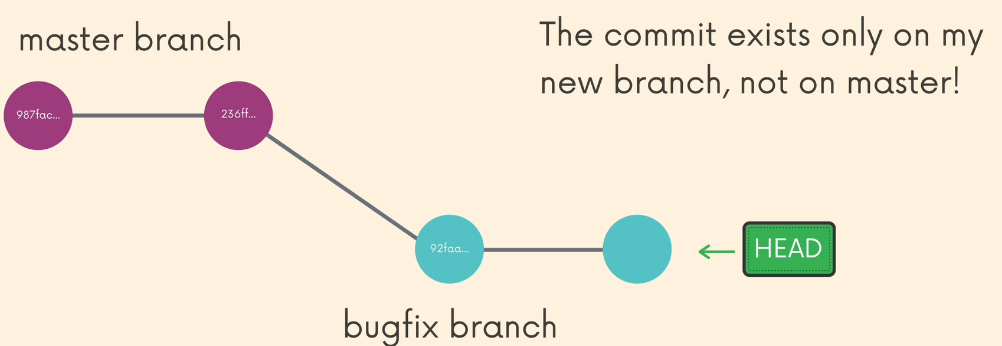 master branch
The commit exists only on my
new branch, not on master!
987fac...
236ff...
92faa...
HEAD
bugfix branch